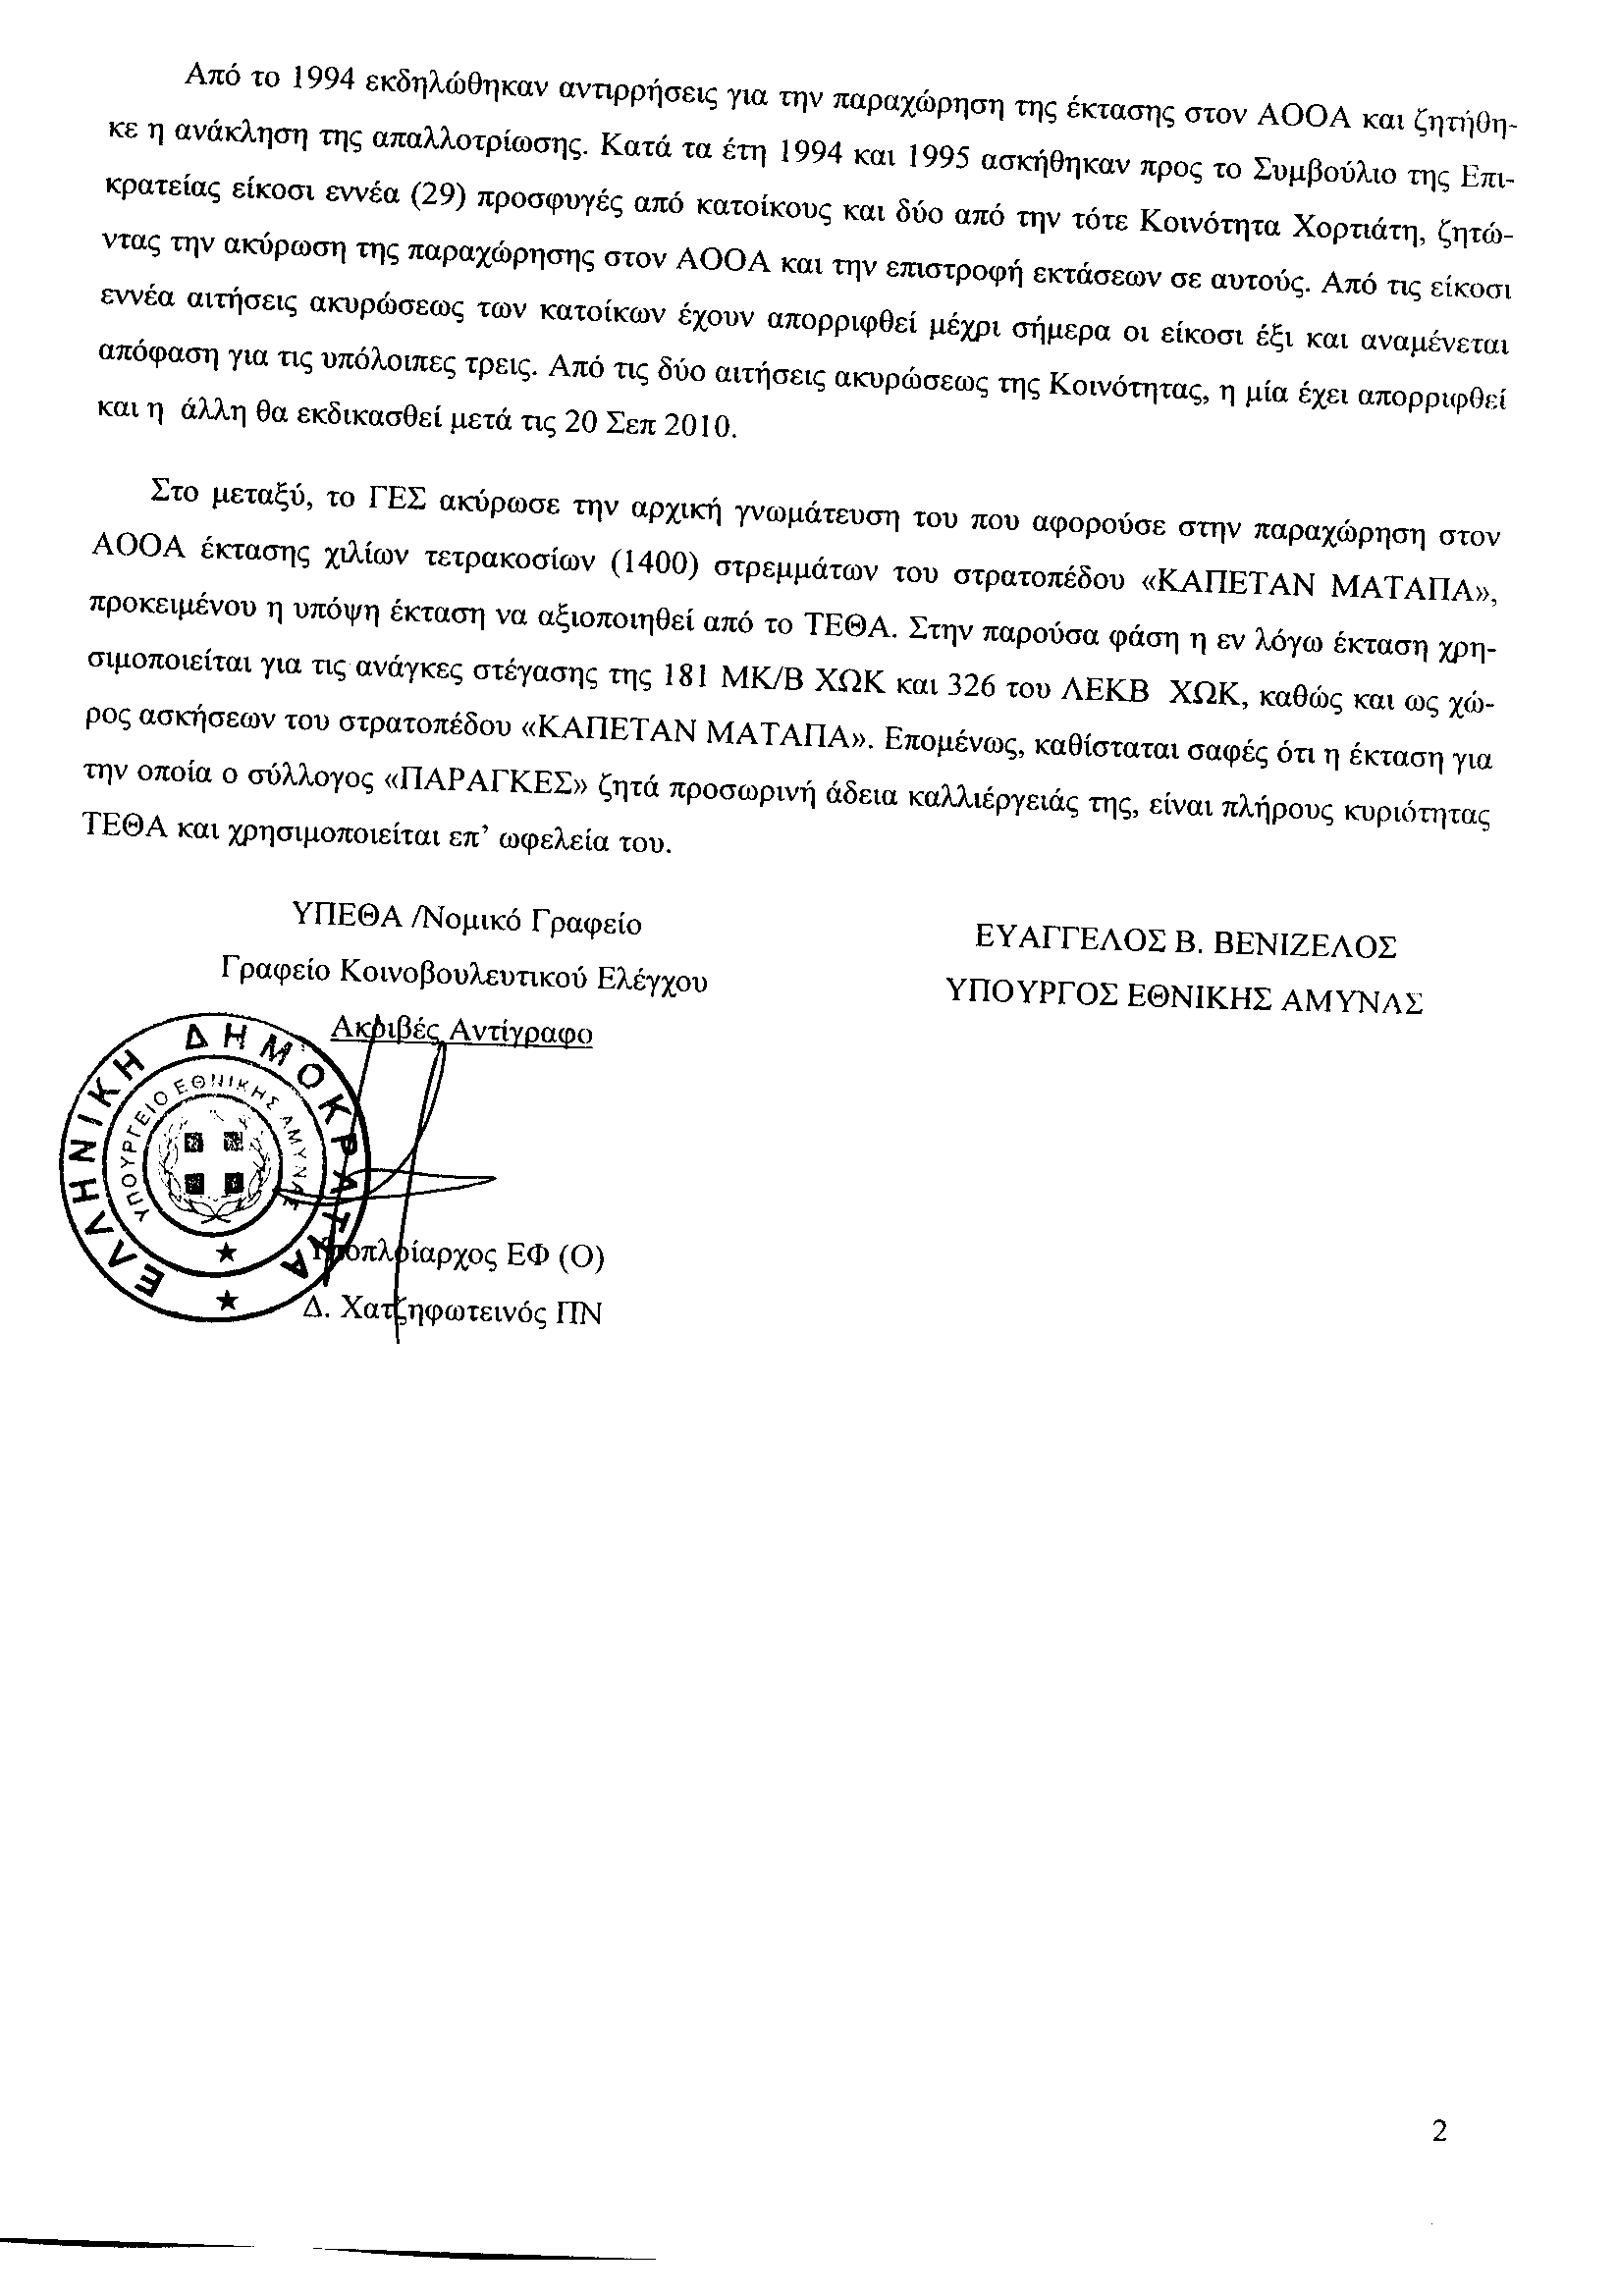 Από το 1994 εκδηλώθηκαν αντιρρήσεις για την παραχώρηση της έκτασης στον ΑΟΟΑ και ζητήθη-
κε η ανάκληση της απαλλοτρίωσης. Κατά τα έτη 1994 και 1995 ασκήθηκαν προς το Συμβούλιο της Επι-
κρατείας είκοσι εννέα (29) προσφυγές από κατοίκους και δύο από την τότε Κοινότητα Χορτιάτη, ζητώ-
ντας την ακύρωση της παραχώρησης στον ΑΟΟΑ και την επιστροφή εκτάσεων σε αυτούς. Από τις είκοσι
εννέα αιτήσεις ακυρώσεως των κατοίκων έχουν απορριφθεί μέχρι σήμερα οι είκοσι έξι και αναμένεται
απόφαση για τις υπόλοιπες τρεις. Από τις δύο αιτήσεις ακυρώσεως της Κοινότητας, η μία έχει απορριφθεί
και η άλλη θα εκδικασθεί μετά τις 20 Σεπ 2010.
Στο μεταξύ, το ΓΕΣ ακύρωσε την αρχική γνωμάτευση του που αφορούσε στην παραχώρηση στον
ΑΟΟΑ έκτασης χιλίων τετρακοσίων (1400) στρεμμάτων του στρατοπέδου «ΚΑΠΕΤΑΝ ΜΑΤΑΠΑ»,
προκειμένου η υπόψη έκταση να αξιοποιηθεί από το ΤΕΘΑ. Στην παρούσα φάση η εν λόγω έκταση χρη-
σιμοποιείται για τις ανάγκες στέγασης της 181 ΜΚ/Β ΧΩΚ και 326 του ΛΕΚΒ ΧΩΚ, καθώς και ως χώ-
ρος ασκήσεων του στρατοπέδου «ΚΑΠΕΤΑΝ ΜΑΤΑΠΑ». Επομένως, καθίσταται σαφές ότι η έκταση για
την οποία ο σύλλογος «ΠΑΡΑΓΚΕΣ» ζητά προσωρινή άδεια καλλιέργειάς της, είναι πλήρους κυριότητας
ΤΕΘΑ και χρησιμοποιείται επ’ ωφελεία του.
ΥΠΕΘΑ /Νομικό Γραφείο
Γραφείο Κοινοβουλευτικού Ελέγχου
Ακριβές Αντίγραφο
ΕΥΑΓΓΕΛΟΣ Β. ΒΕΝΙΖΕΛΟΣ
ΥΠΟΥΡΓΟΣ ΕΘΝΙΚΗΣ ΑΜΥΝΑΣ
ΕΛΛΗΝΙΚΗ ΔΗΜΟΚΡΑΤΙΑ
ΥΠΟΥΡΓΕΙΟ ΕΘΝΙΚΗΣ ΑΜΥΝΑΣ
Υποπλοίαρχος ΕΦ (Ο)
Δ. Χατζηφωτεινός ΠΝ
2